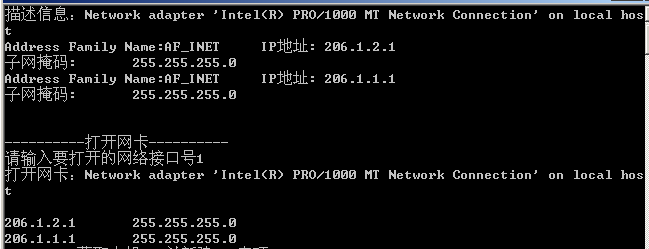 描述信息：Network adapter 'Intel(R) PRO/1000 MT Network Connection' on local hos
t
Address Family Name:AF_INET     IP地址：206.1.2.1
子网掩码：      255.255.255.0
Address Family Name:AF_INET     IP地址：206.1.1.1
子网掩码：      255.255.255.0
----------打开网卡----------
请输入要打开的网络接口号1
打开网卡：Network adapter 'Intel(R) PRO/1000 MT Network Connection' on local hos
t
206.1.2.1       255.255.255.0
206.1.1.1       255.255.255.0